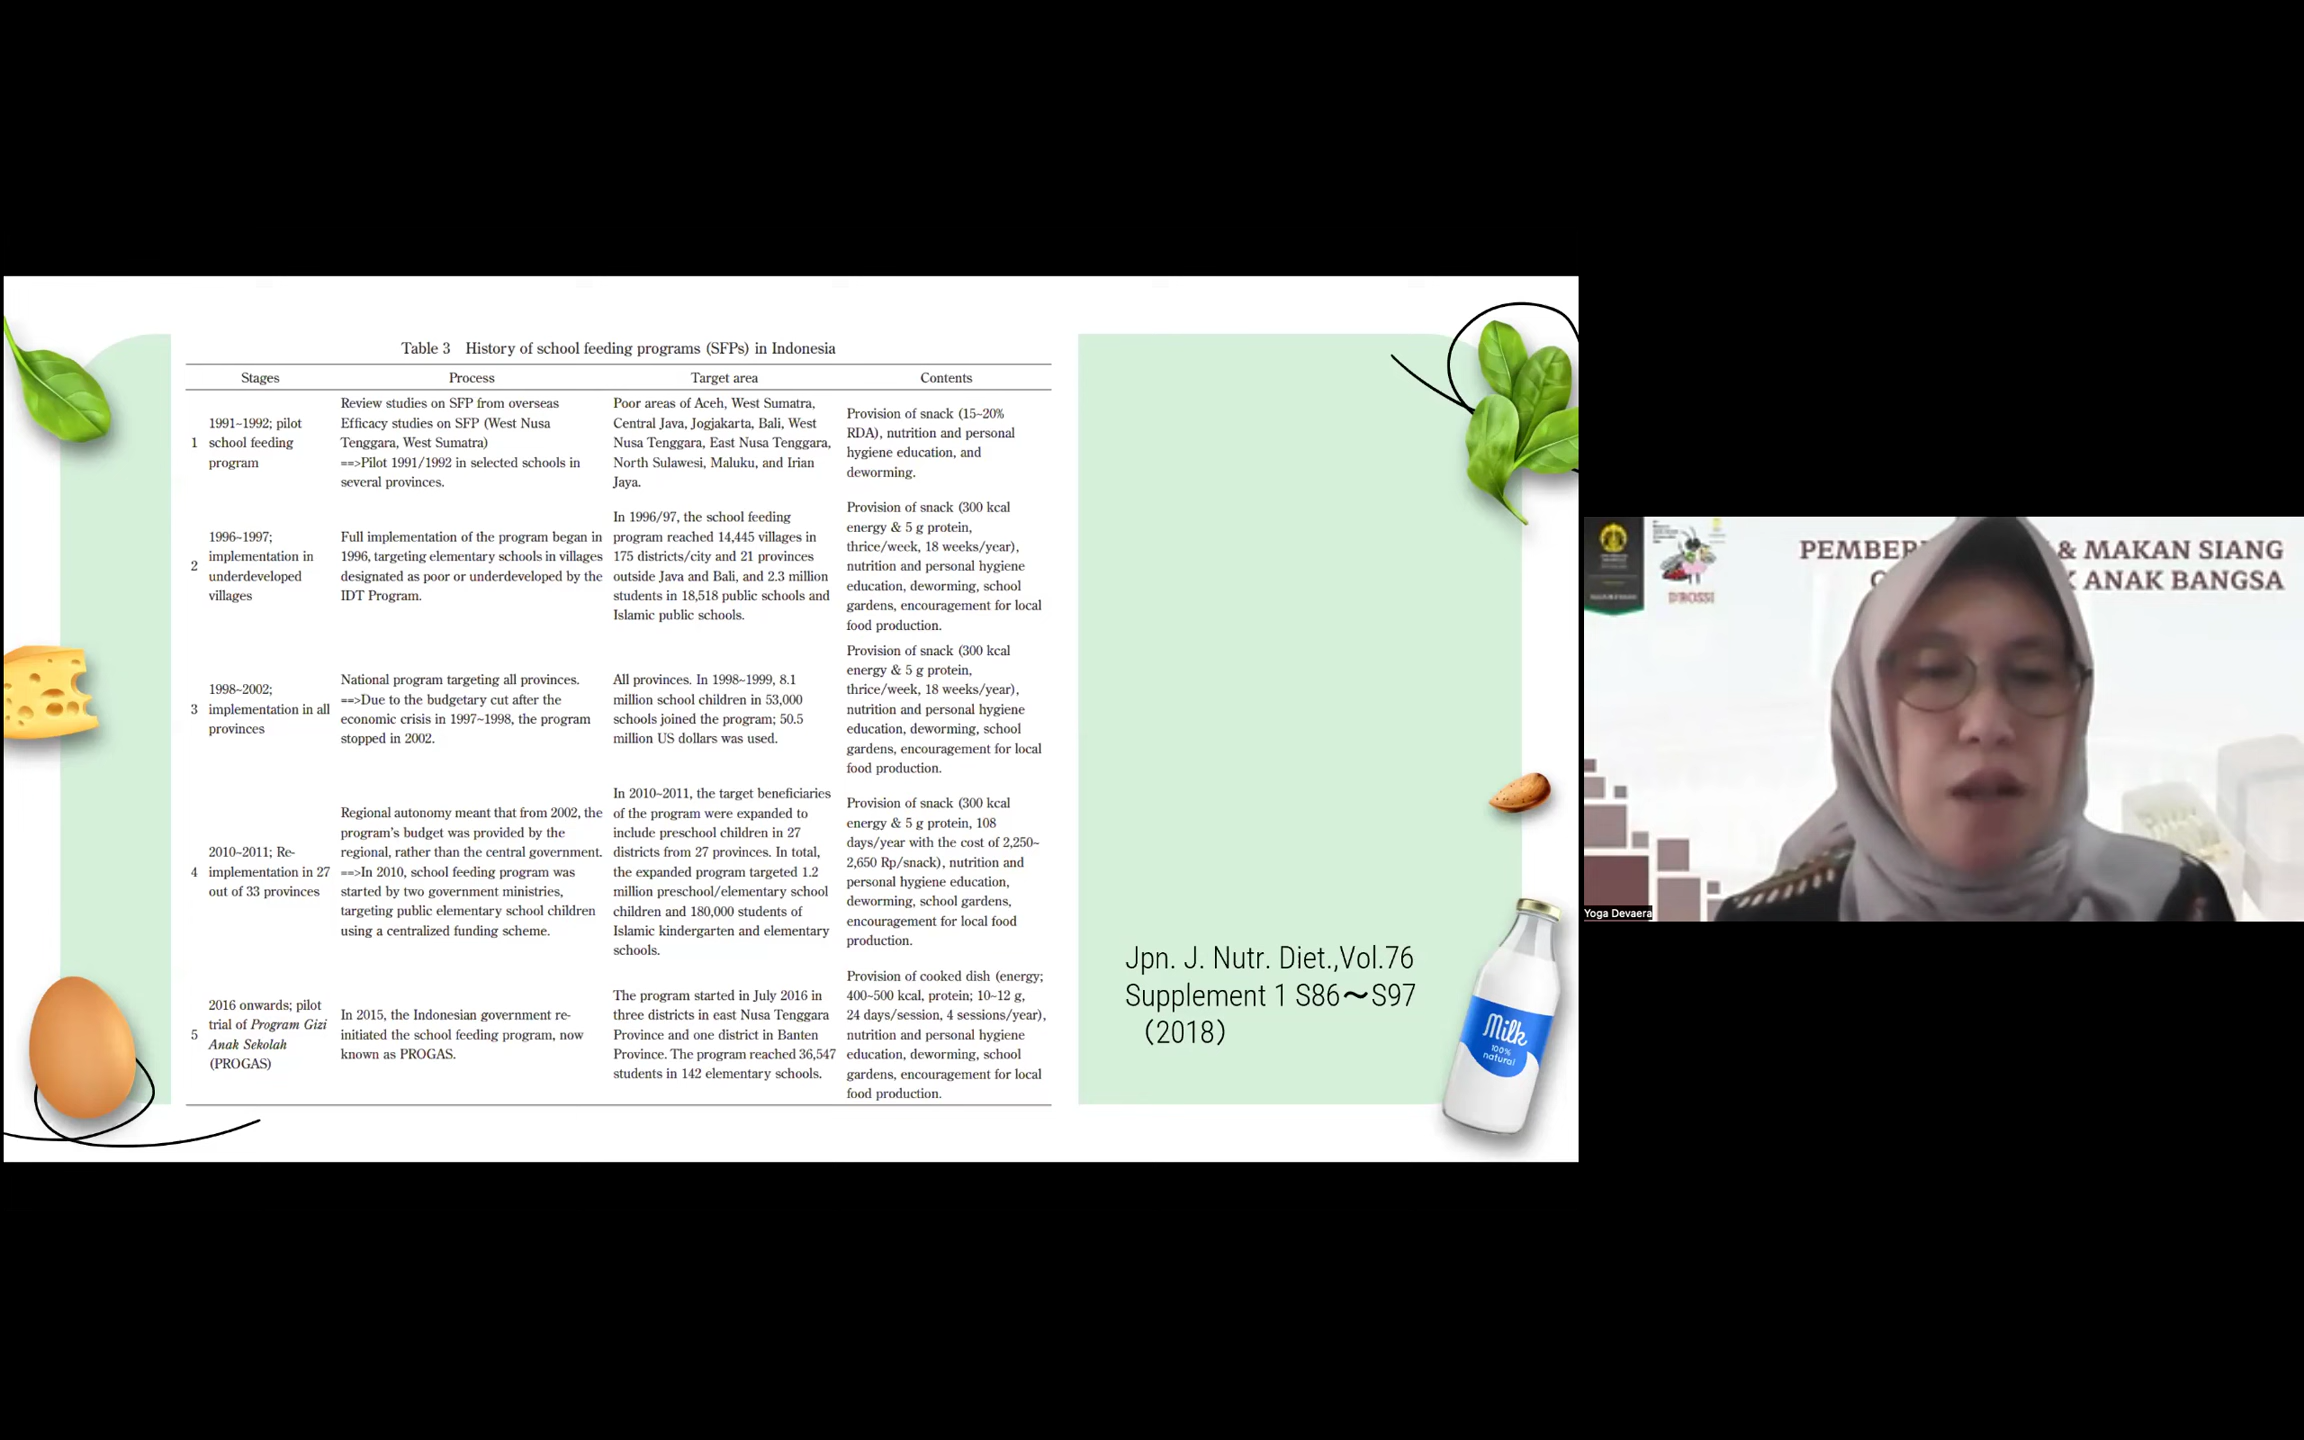 Table 3 History of school feeding programs (SFPs) in Indonesia
Stages Process Target area Contents
1
1991~1992; pilot
school feeding
program
Review studies on SFP from overseas
Efficacy studies on SFP (West Nusa
Tenggara, West Sumatra)
==>Pilot 1991/1992 in selected schools in
several provinces.
Poor areas of Aceh, West Sumatra,
Central Java, Jogjakarta, Bali, West
Nusa Tenggara, East Nusa Tenggara,
North Sulawesi, Maluku, and Irian
Jaya.
Provision of snack (15~20%
RDA), nutrition and personal
hygiene education, and
deworming.
2
1996~1997;
implementation in
underdeveloped
villages
Full implementation of the program began in
1996, targeting elementary schools in villages
designated as poor or underdeveloped by the
IDT Program.
In 1996/97, the school feeding
program reached 14,445 villages in
175 districts/city and 21 provinces
outside Java and Bali, and 2.3 million
students in 18,518 public schools and
Islamic public schools.
Provision of snack (300 kcal
energy & 5 g protein,
thrice/week, 18 weeks/year),
nutrition and personal hygiene
education, deworming, school
gardens, encouragement for local
food production.
3
1998~2002;
implementation in all
provinces
National program targeting all provinces.
==>Due to the budgetary cut after the
economic crisis in 1997~1998, the program
stopped in 2002.
All provinces. In 1998~1999, 8.1
million school children in 53,000
schools joined the program; 50.5
million US dollars was used.
Provision of snack (300 kcal
energy & 5 g protein,
thrice/week, 18 weeks/year),
nutrition and personal hygiene
education, deworming, school
gardens, encouragement for local
food production.
4
2010~2011; Re-
implementation in 27
out of 33 provinces
Regional autonomy meant that from 2002, the
program's budget was provided by the
regional, rather than the central government.
==>In 2010, school feeding program was
started by two government ministries,
targeting public elementary school children
using a centralized funding scheme.
In 2010~2011, the target beneficiaries
of the program were expanded to
include preschool children in 27
districts from 27 provinces. In total,
the expanded program targeted 1.2
million preschool/elementary school
children and 180,000 students of
Islamic kindergarten and elementary
schools.
Provision of snack (300 kcal
energy & 5 g protein, 108
days/year with the cost of 2,250~
2,650 Rp/snack), nutrition and
personal hygiene education,
deworming, school gardens,
encouragement for local food
production.
5
2016 onwards; pilot
trial of Program Gizi
Anak Sekolah
(PROGAS)
In 2015, the Indonesian government re-
initiated the school feeding program, now
known as PROGAS.
The program started in July 2016 in
three districts in east Nusa Tenggara
Province and one district in Banten
Province. The program reached 36,547
students in 142 elementary schools.
Provision of cooked dish (energy;
400~500 kcal, protein; 10~12 g,
24 days/session, 4 sessions/year),
nutrition and personal hygiene
education, deworming, school
gardens, encouragement for local
food production.
Jpn. J. Nutr. Diet.,Vol.76
Supplement 1 S86～S97
（2018）
Milk
100%
natural
PEMBER & MAKAN SIANG
ANAK BANGSA
D'ROSSI
Yoga Devaera